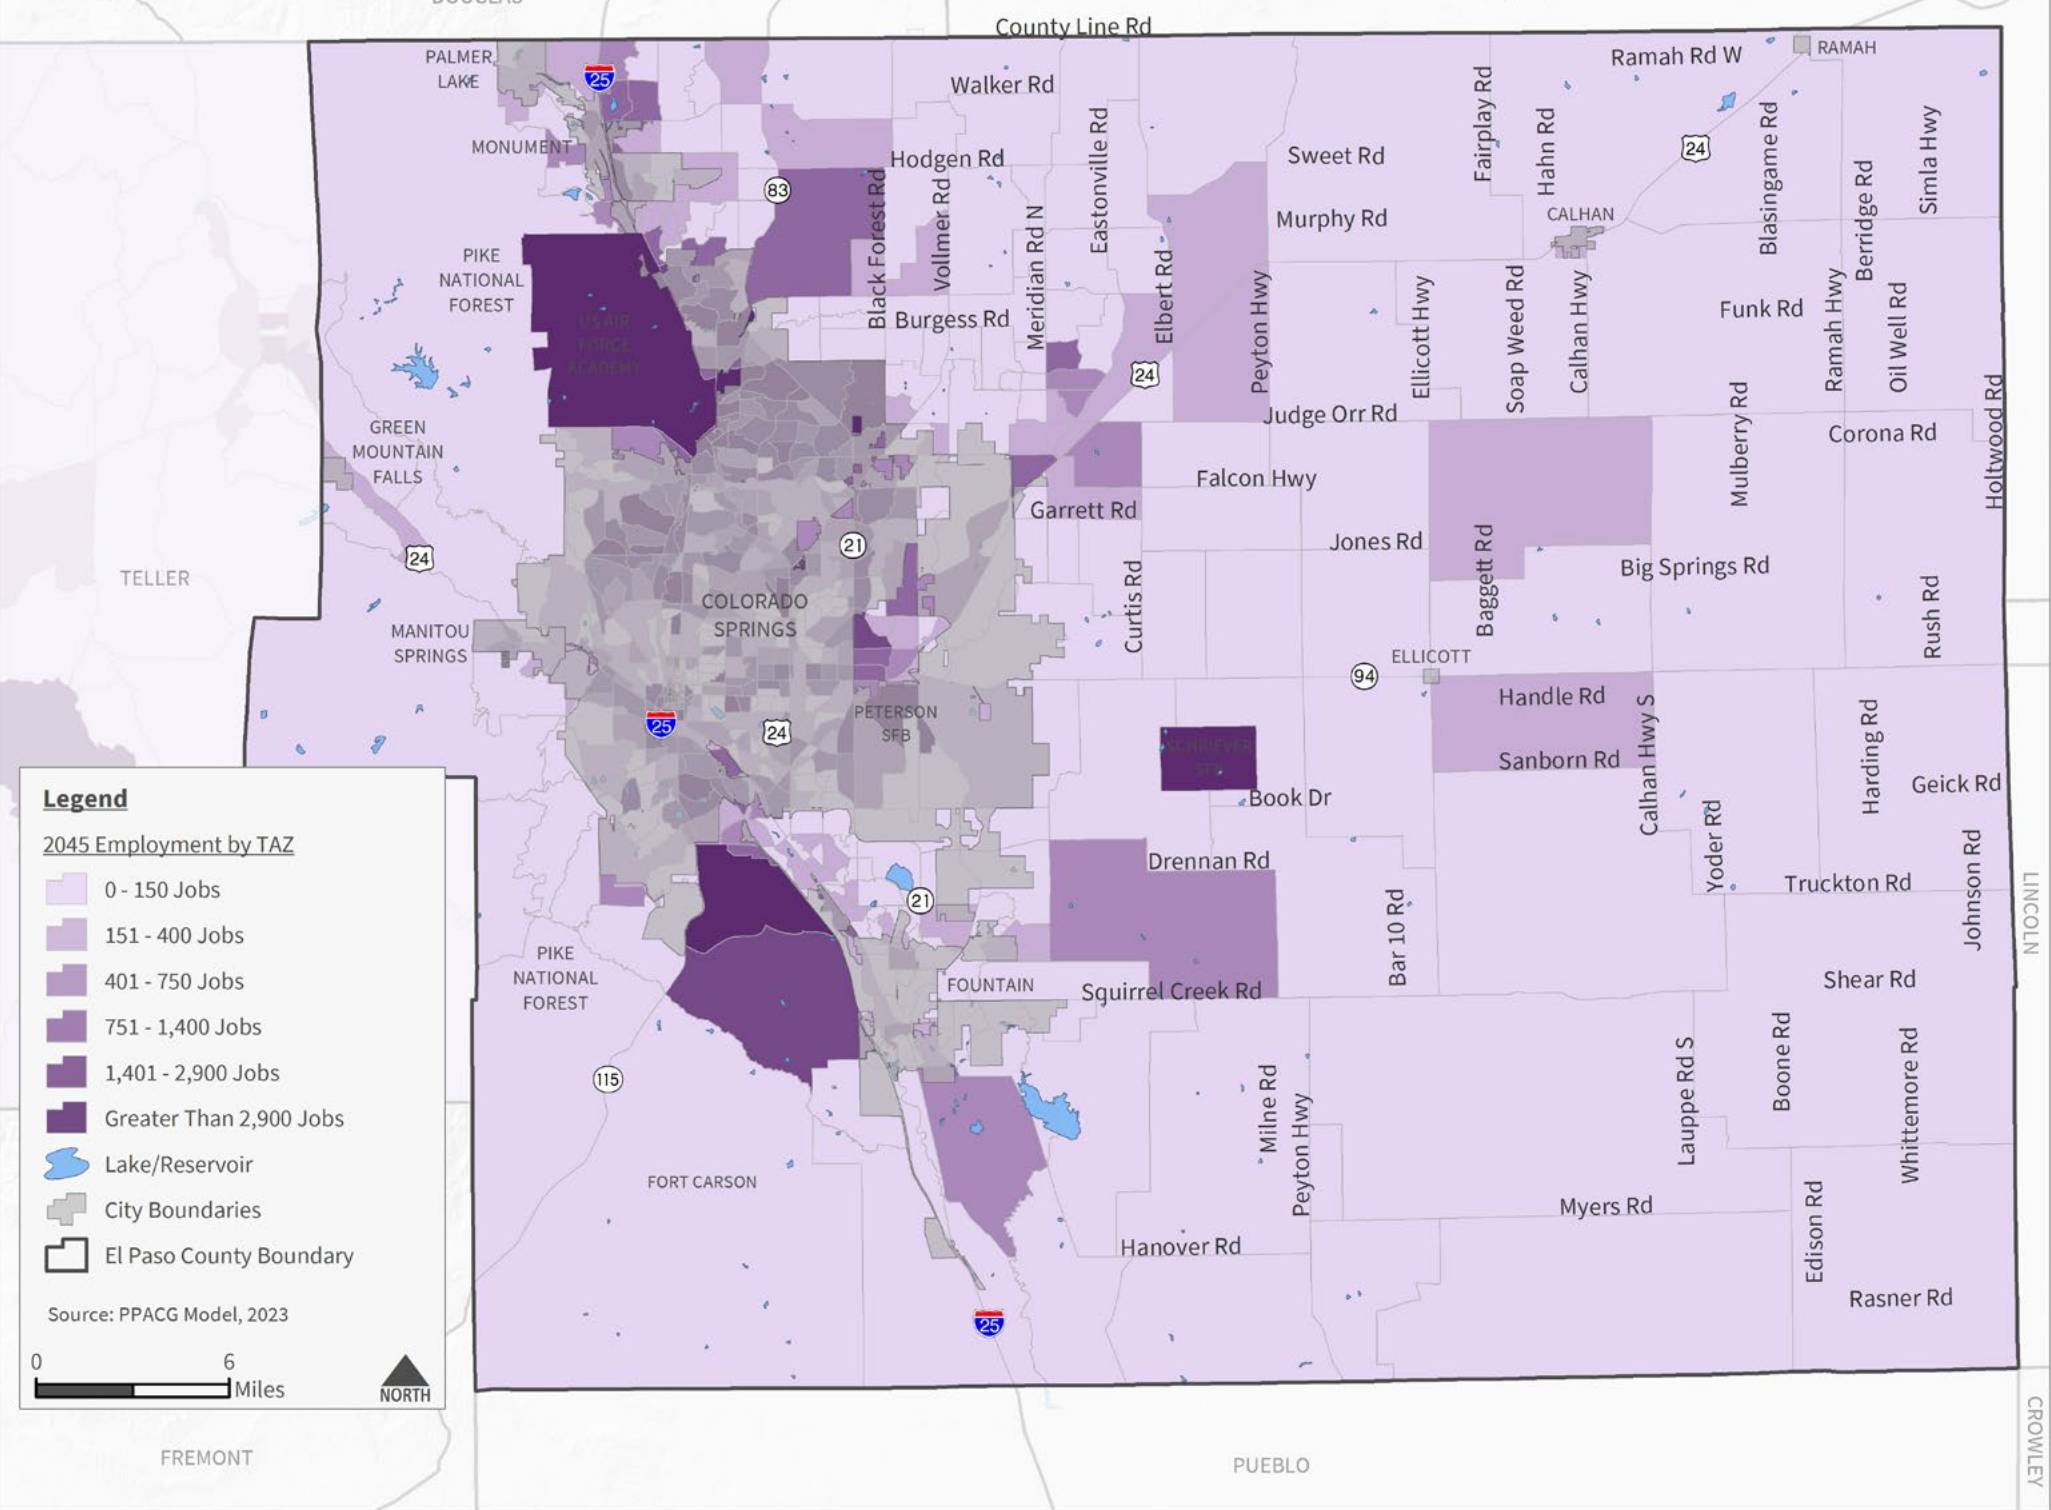 DOUGLAS
County Line Rd
PALMER
LAKE
25
Walker Rd
Ramah Rd W
RAMAH
MONUMENT
Hodgen Rd
83
Black Forest Rd
Vollmer Rd
Meridian Rd N
Eastonville Rd
Elbert Rd
Sweet Rd
Murphy Rd
Fairplay Rd
Hahn Rd
24
CALHAN
Blasingame Rd
Berridge Rd
Simla Hwy
PIKE
NATIONAL
FOREST
US AIR
FORCE
ACADEMY
Burgess Rd
24
Peyton Hwy
Judge Orr Rd
Ellicott Hwy
Soap Weed Rd
Calhan Hwy
Funk Rd
Ramah Hwy
Oil Well Rd
Mulberry Rd
Corona Rd
Holtwood Rd
GREEN
MOUNTAIN
FALLS
24
Falcon Hwy
Garrett Rd
21
Jones Rd
Baggett Rd
Big Springs Rd
Rush Rd
TELLER
COLORADO
SPRINGS
Curtis Rd
MANITOU
SPRINGS
ELLICOTT
94
25
24
PETERSON
SFB
SCHRIEVER
SFB
Book Dr
Handle Rd
Sanborn Rd
Calhan Hwy S
Harding Rd
Geick Rd
Yoder Rd
Drennan Rd
21
Truckton Rd
Johnson Rd
LINCOLN
Bar 10 Rd
PIKE
NATIONAL
FOREST
FOUNTAIN
Squirrel Creek Rd
Shear Rd
115
Milne Rd
Peyton Hwy
Lauppe Rd S
Boone Rd
Whittemore Rd
FORT CARSON
Myers Rd
Edison Rd
Hanover Rd
Rasner Rd
25
Legend
2045 Employment by TAZ
0 - 150 Jobs
151 - 400 Jobs
401 - 750 Jobs
751 - 1,400 Jobs
1,401 - 2,900 Jobs
Greater Than 2,900 Jobs
Lake/Reservoir
City Boundaries
El Paso County Boundary
Source: PPACG Model, 2023
0 6
Miles
NORTH
FREMONT
PUEBLO
CROWLEY